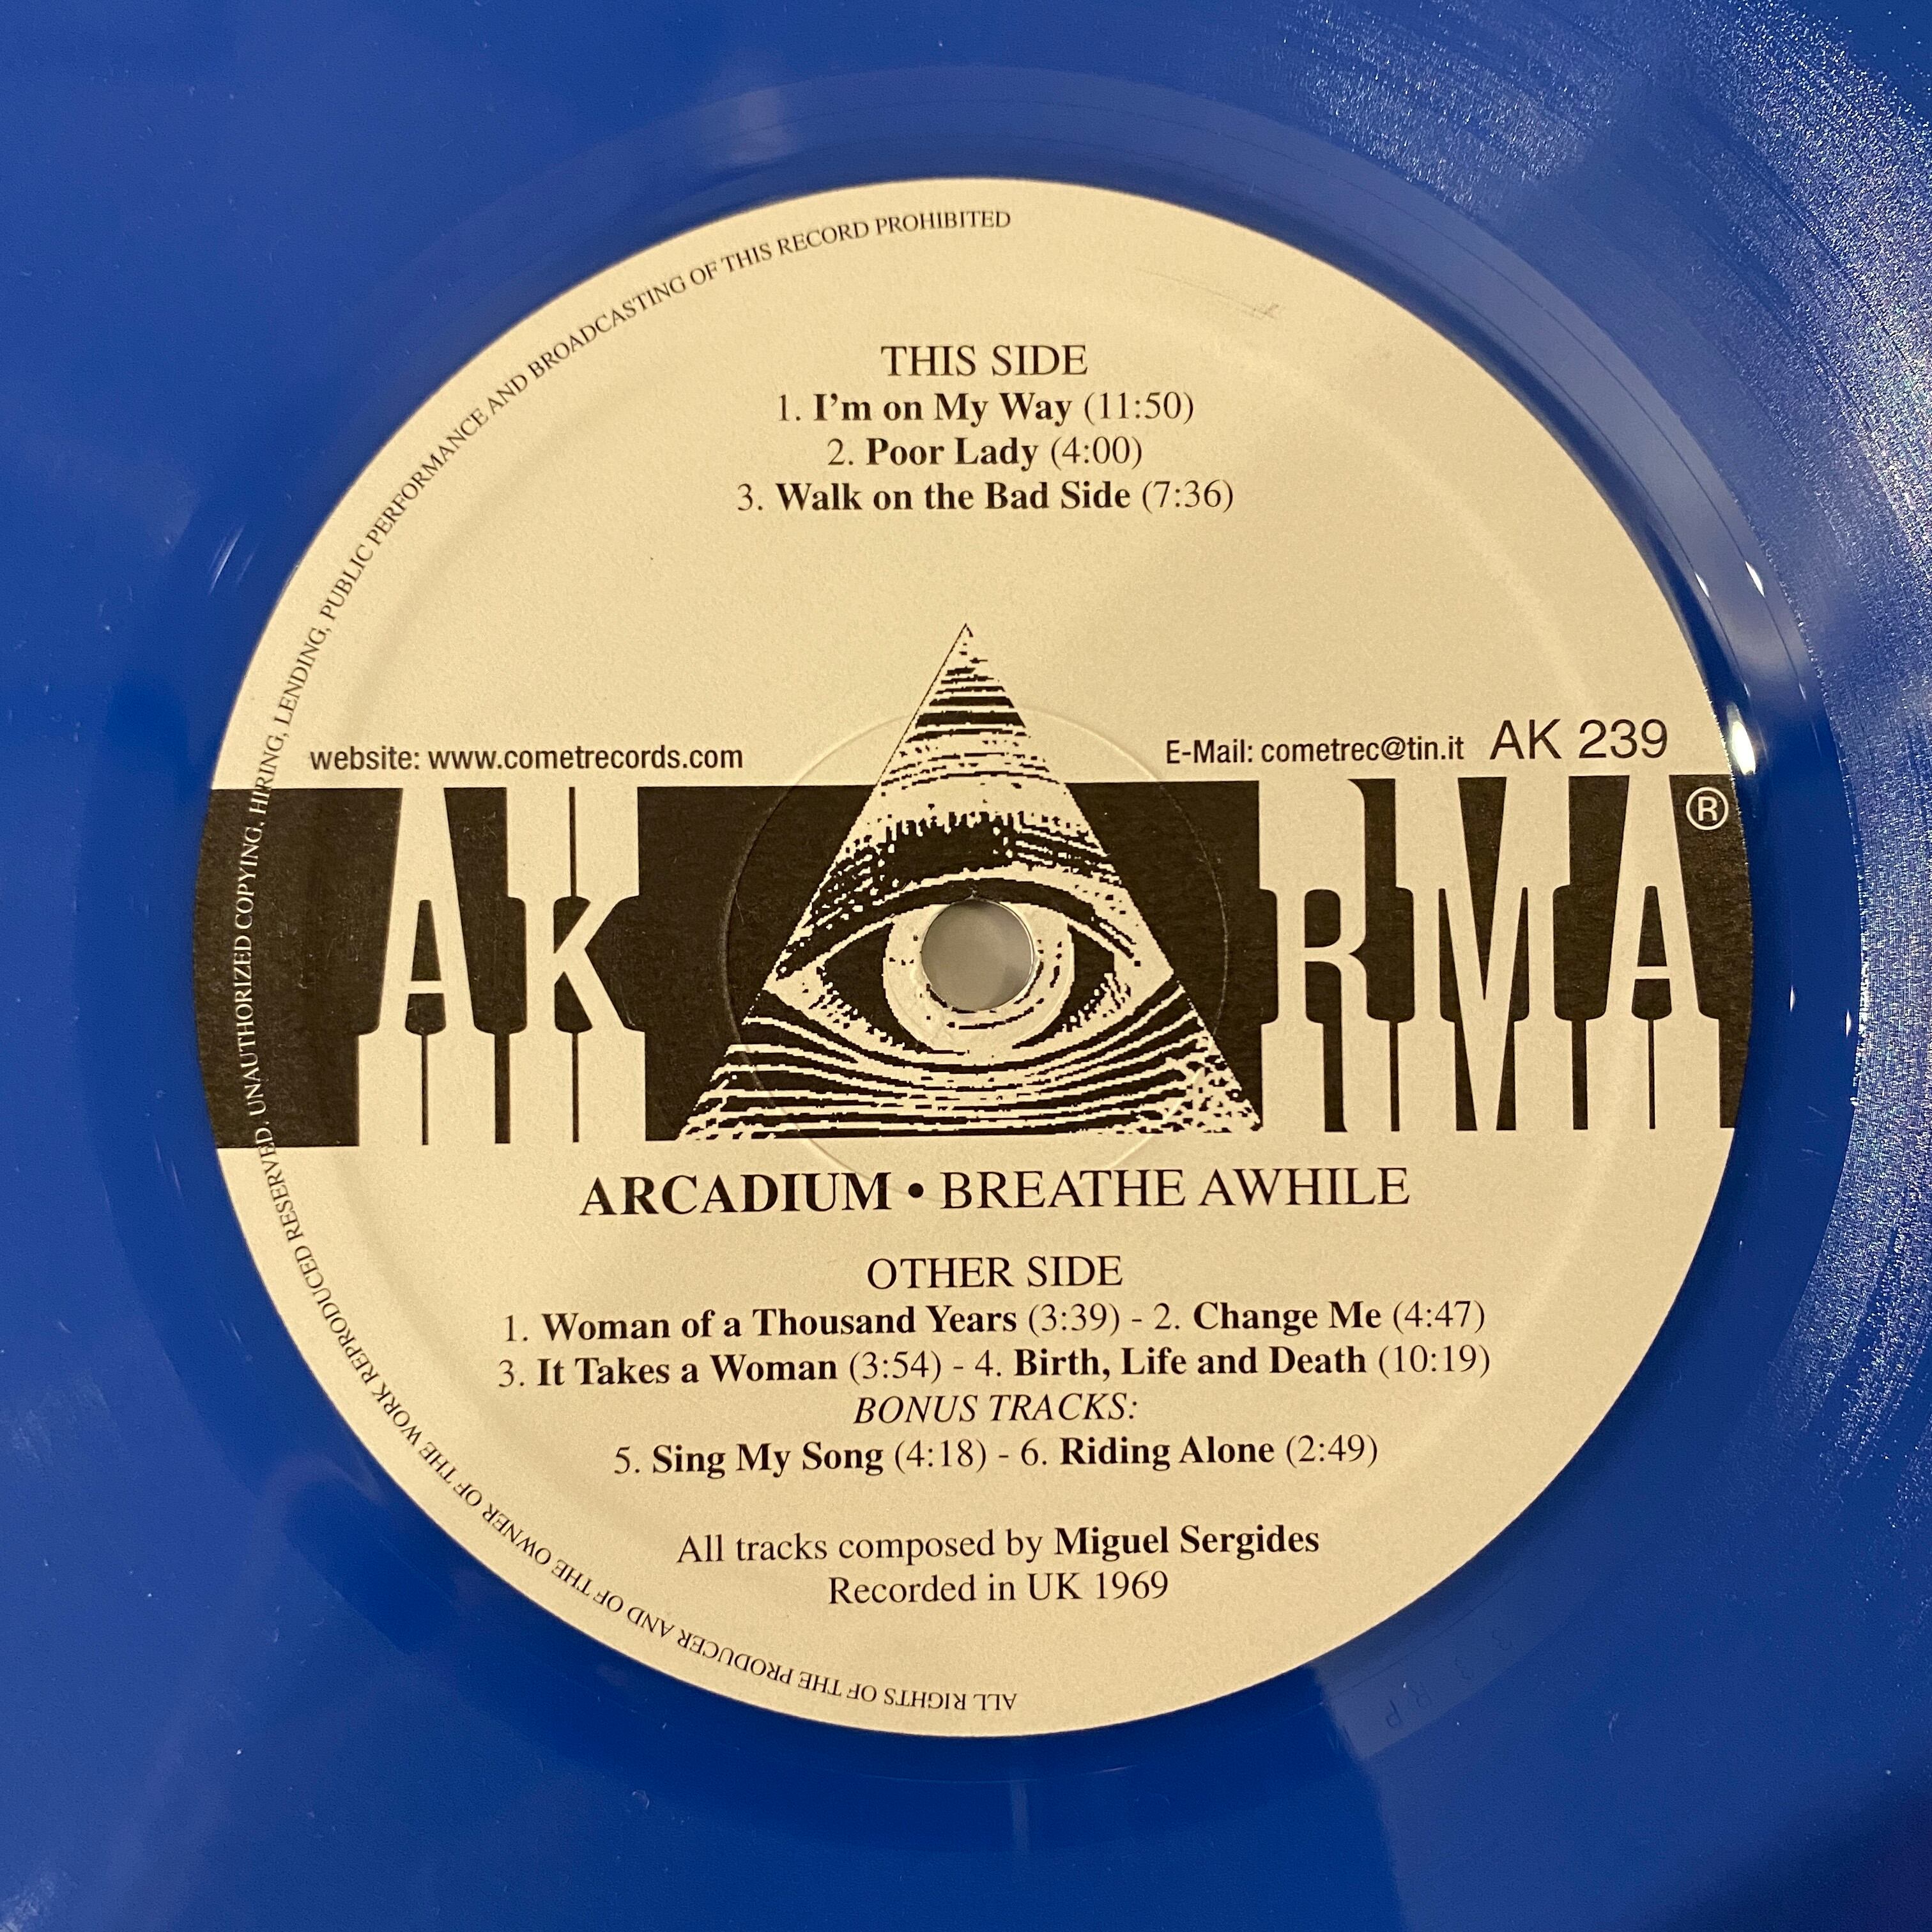 THIS SIDE
1. I'm on My Way (11:50)
2. Poor Lady (4:00)
3. Walk on the Bad Side (7:36)
website: www.cometrecords.com
E-Mail: cometrec@tin.it AK 239
AK RMA ®
ARCADIUM • BREATHE AWHILE
OTHER SIDE
1. Woman of a Thousand Years (3:39) - 2. Change Me (4:47)
3. It Takes a Woman (3:54) - 4. Birth, Life and Death (10:19)
BONUS TRACKS:
5. Sing My Song (4:18) - 6. Riding Alone (2:49)
All tracks composed by Miguel Sergides
Recorded in UK 1969
ALL RIGHTS OF THE PRODUCER AND OF THE OWNER OF THE WORK REPRODUCED RESERVED. UNAUTHORIZED COPYING, HIRING, LENDING, PUBLIC PERFORMANCE AND BROADCASTING OF THIS RECORD PROHIBITED